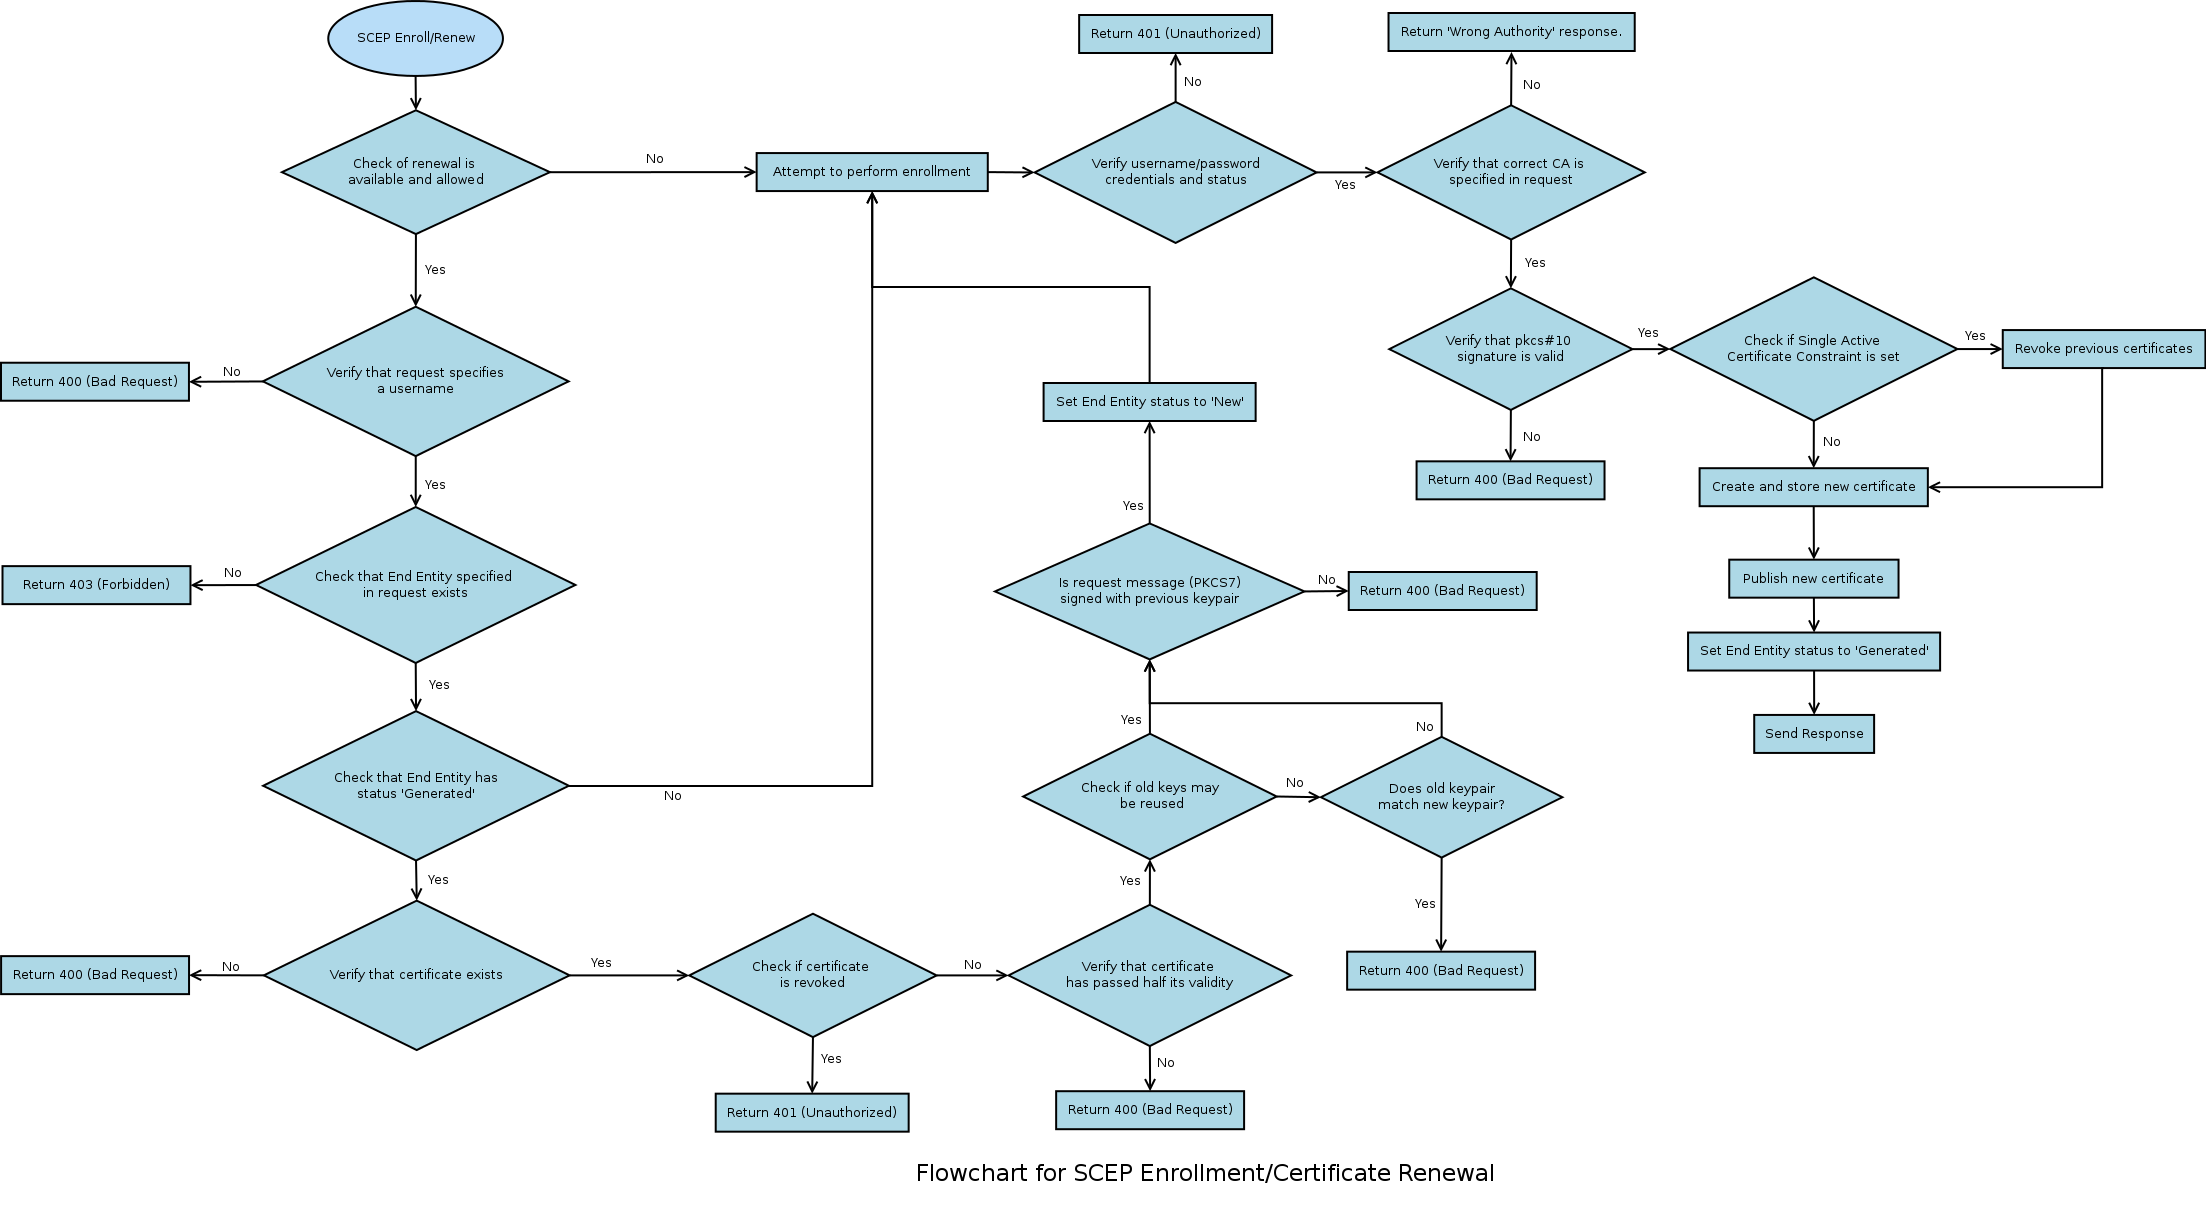 SCEP Enroll/Renew
Return 401 (Unauthorized)
Return 'Wrong Authority' response.
No
No
Check of renewal is
available and allowed
No
Attempt to perform enrollment
Verify username/password
credentials and status
Yes
Verify that correct CA is
specified in request
Yes
Yes
Return 400 (Bad Request)
No
Verify that request specifies
a username
Verify that pkcs#10
signature is valid
Yes
Check if Single Active
Certificate Constraint is set
Yes
Revoke previous certificates
Set End Entity status to 'New'
No
No
Yes
Return 400 (Bad Request)
Create and store new certificate
Yes
Return 403 (Forbidden)
No
Check that End Entity specified
in request exists
Is request message (PKCS7)
signed with previous keypair
No
Return 400 (Bad Request)
Publish new certificate
Set End Entity status to 'Generated'
Yes
Yes
No
Send Response
Check that End Entity has
status 'Generated'
No
Check if old keys may
be reused
No
Does old keypair
match new keypair?
Yes
Yes
Yes
Return 400 (Bad Request)
No
Verify that certificate exists
Yes
Check if certificate
is revoked
No
Verify that certificate
has passed half its validity
Return 400 (Bad Request)
Yes
No
Return 401 (Unauthorized)
Return 400 (Bad Request)
Flowchart for SCEP Enrollment/Certificate Renewal